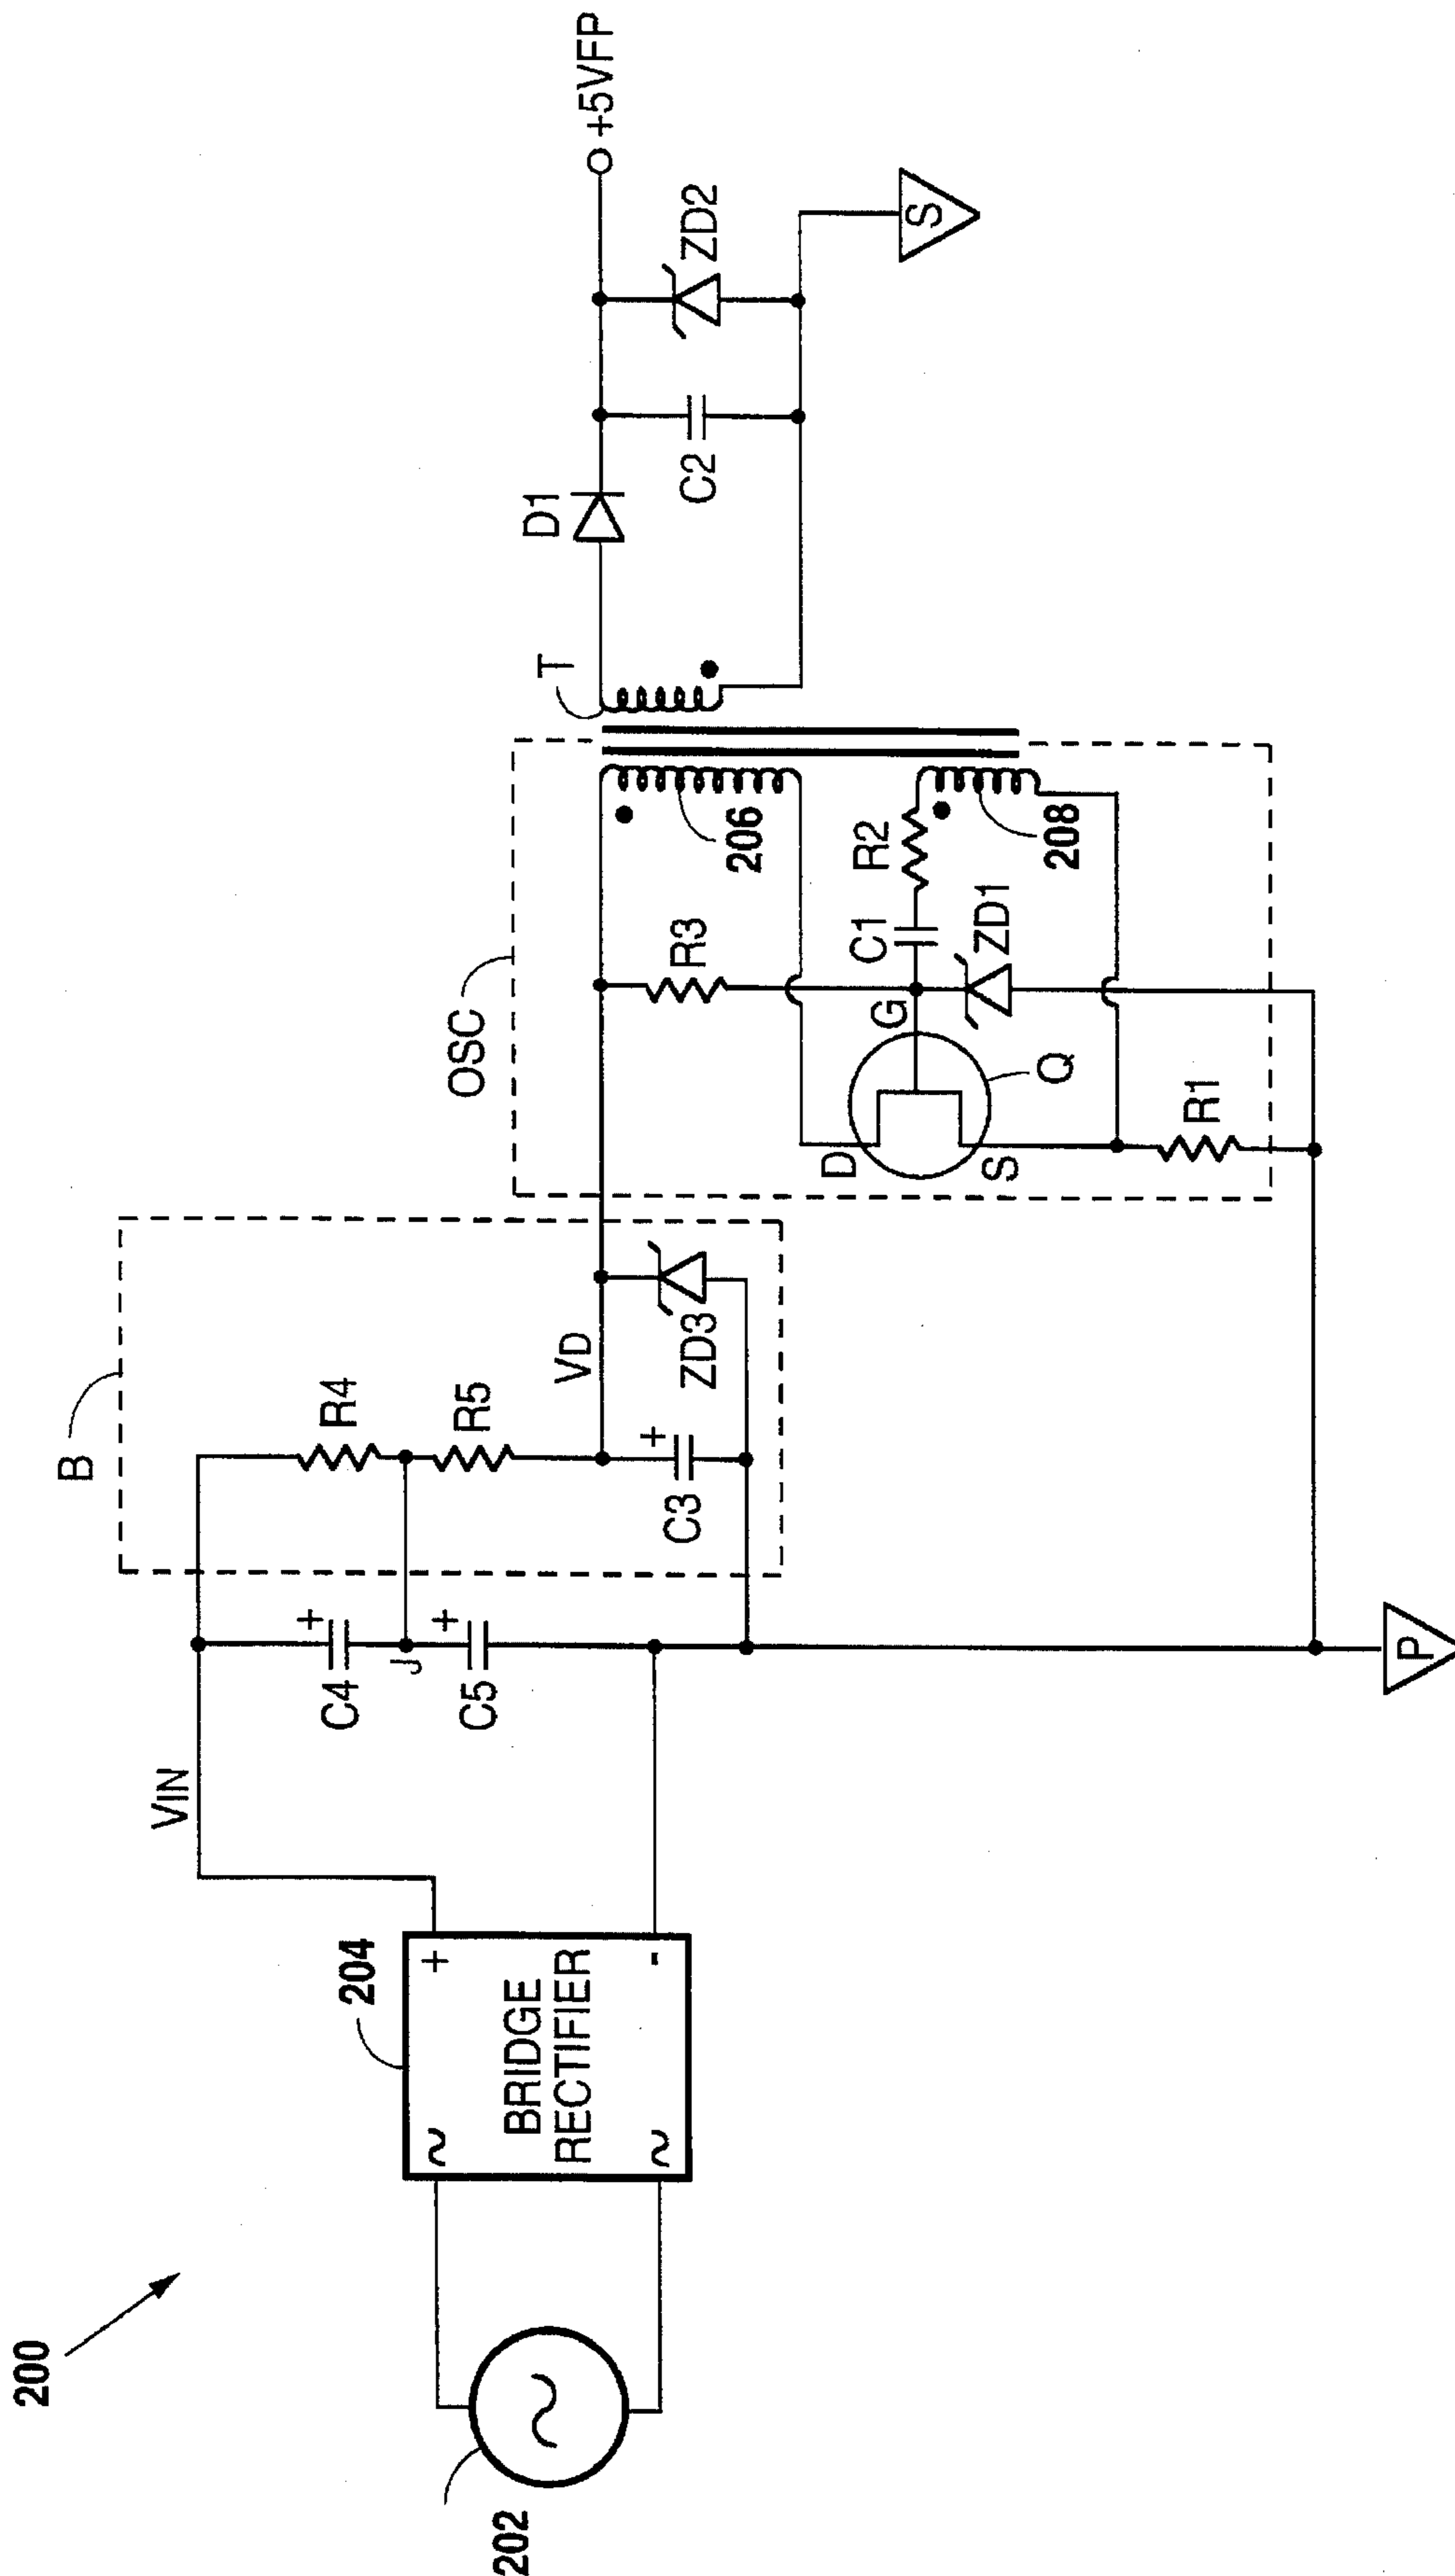 200
202
204
~
~
BRIDGE
RECTIFIER
+
-
VIN
C4
+
J
C5
+
B
R4
R5
VD
C3
+
ZD3
OSC
R3
D
G
S
Q
R1
C1
R2
ZD1
206
208
T
D1
C2
ZD2
+5VFP
S
P